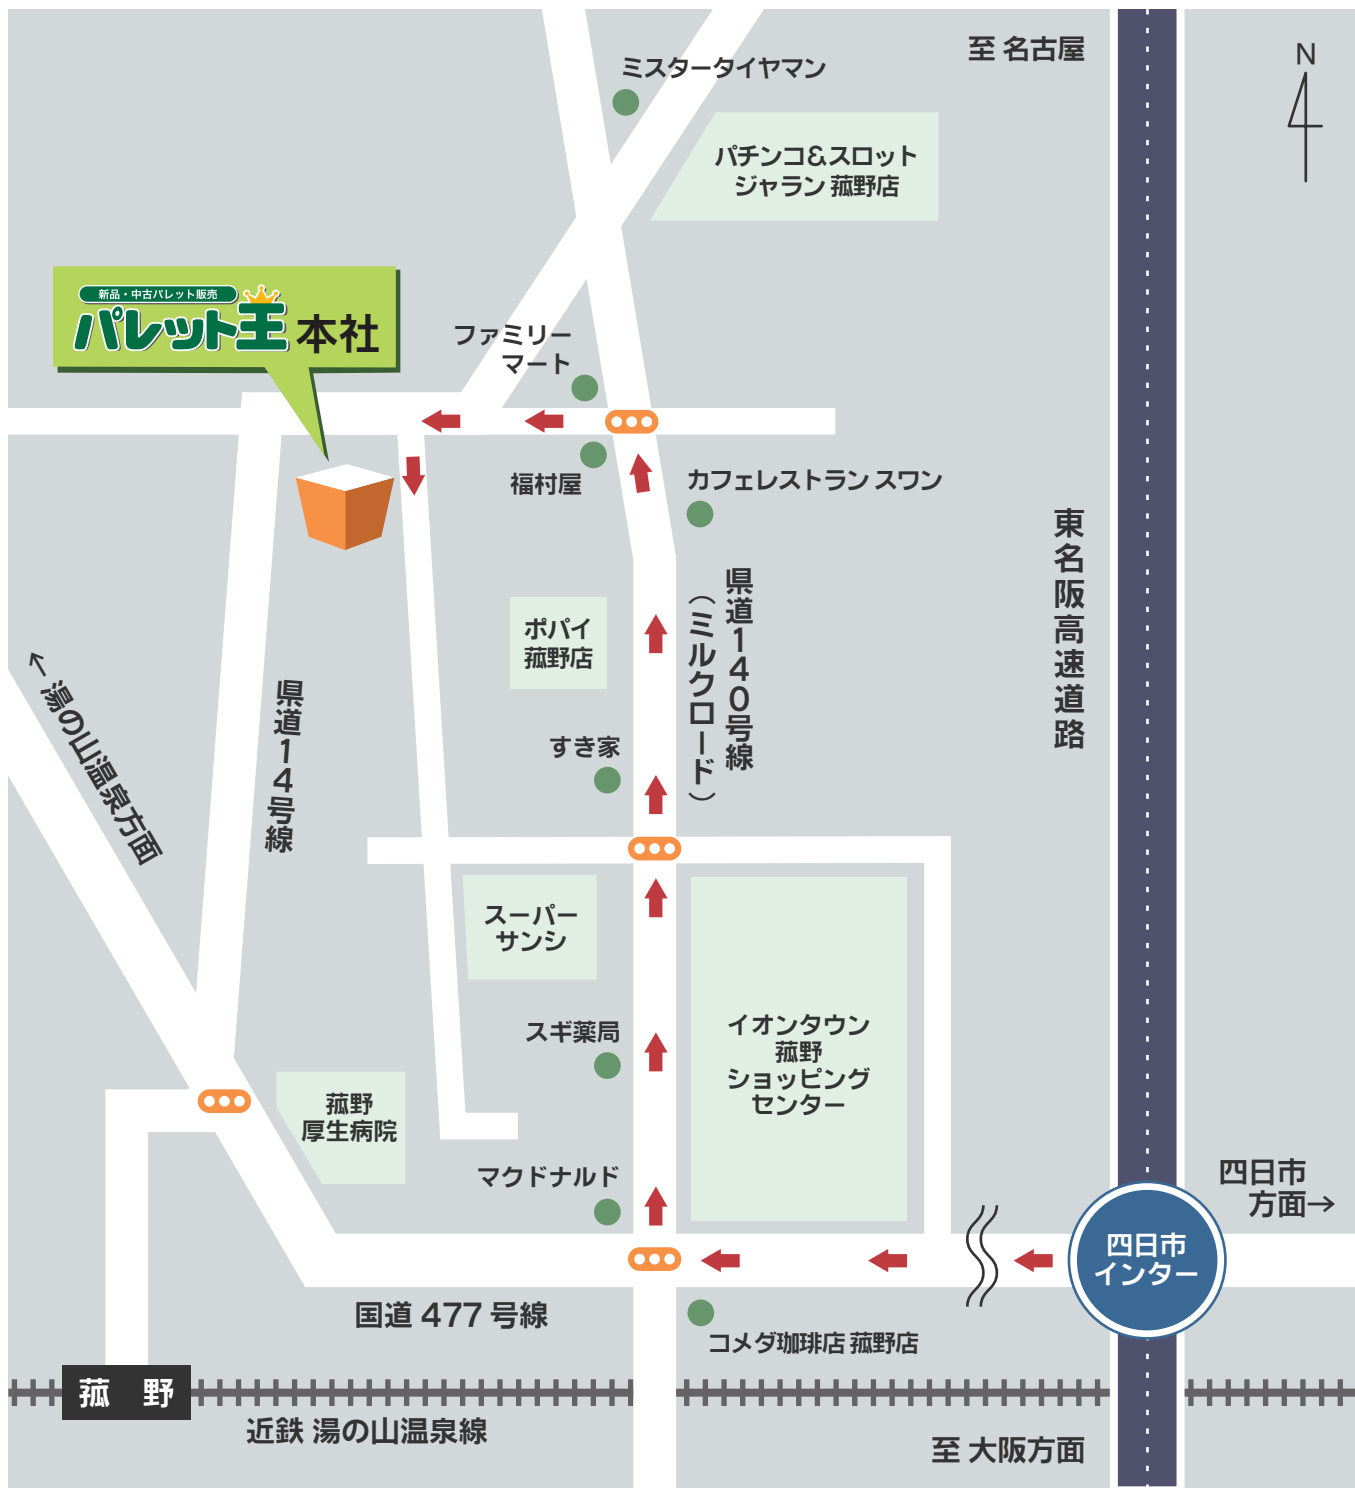 至 名古屋
N
ミスタータイヤマン
パチンコ&スロット
ジャラン 菰野店
新品・中古パレット販売
パレット王 本社
ファミリー
マート
福村屋
カフェレストラン スワン
東名阪高速道路
県道140号線
（ミルクロード）
ポパイ
菰野店
すき家
← 湯の山温泉方面
県道14号線
スーパー
サンシ
スギ薬局
イオンタウン
菰野
ショッピング
センター
菰野
厚生病院
マクドナルド
四日市
方面→
四日市
インター
国道 477 号線
コメダ珈琲店 菰野店
菰　野
近鉄 湯の山温泉線
至 大阪方面